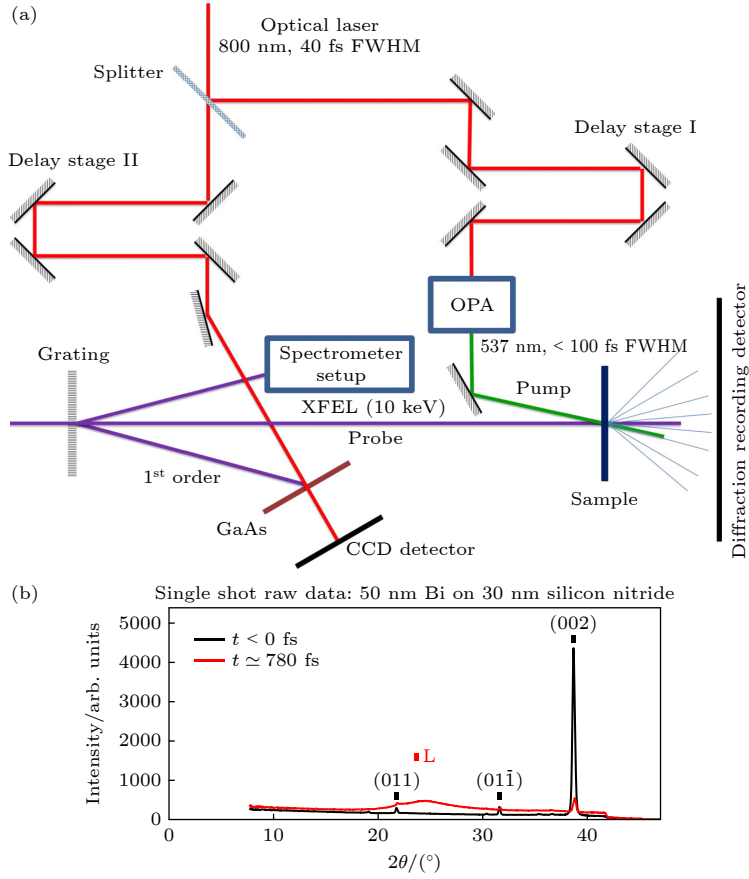 (a)
Optical laser
800 nm, 40 fs FWHM
Splitter
Delay stage II
Delay stage I
OPA
537 nm, < 100 fs FWHM
Grating
Spectrometer
setup
Pump
XFEL (10 keV)
Probe
1st order
GaAs
CCD detector
Sample
Diffraction recording detector
(b)
Single shot raw data: 50 nm Bi on 30 nm silicon nitride
Intensity/arb. units
5000
4000
3000
2000
1000
0
t < 0 fs
t ≃ 780 fs
(002)
L
(011)
(011̄)
0
10
20
30
40
2θ/(°)